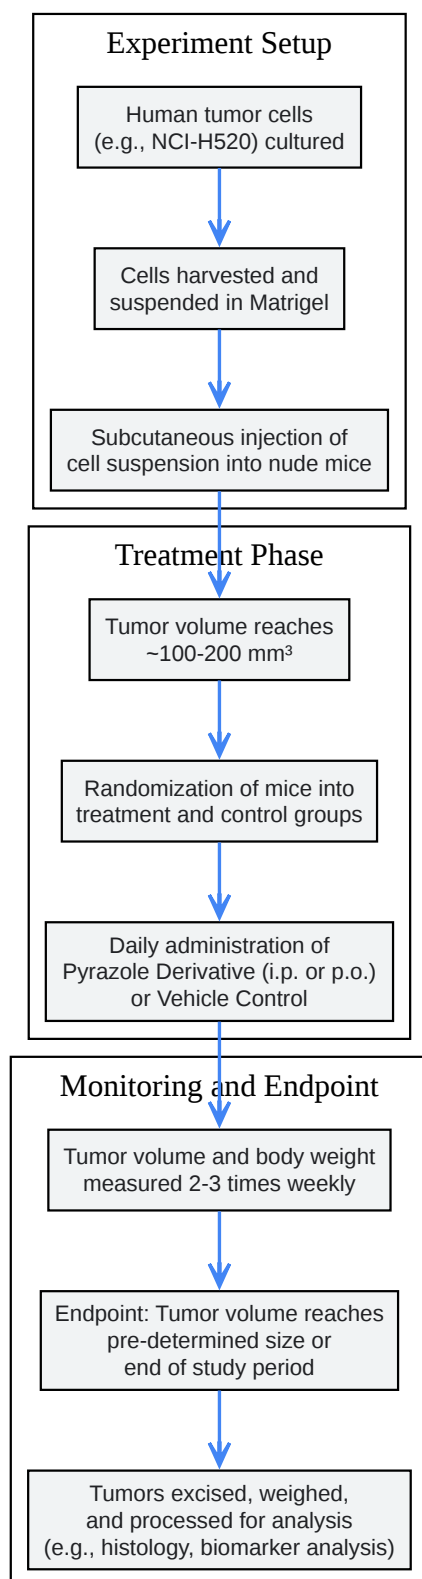 Experiment Setup
Human tumor cells
(e.g., NCI-H520) cultured
Cells harvested and
suspended in Matrigel
Subcutaneous injection of
cell suspension into nude mice
Treatment Phase
Tumor volume reaches
~100-200 mm³
Randomization of mice into
treatment and control groups
Daily administration of
Pyrazole Derivative (i.p. or p.o.)
or Vehicle Control
Monitoring and Endpoint
Tumor volume and body weight
measured 2-3 times weekly
Endpoint: Tumor volume reaches
pre-determined size or
end of study period
Tumors excised, weighed,
and processed for analysis
(e.g., histology, biomarker analysis)